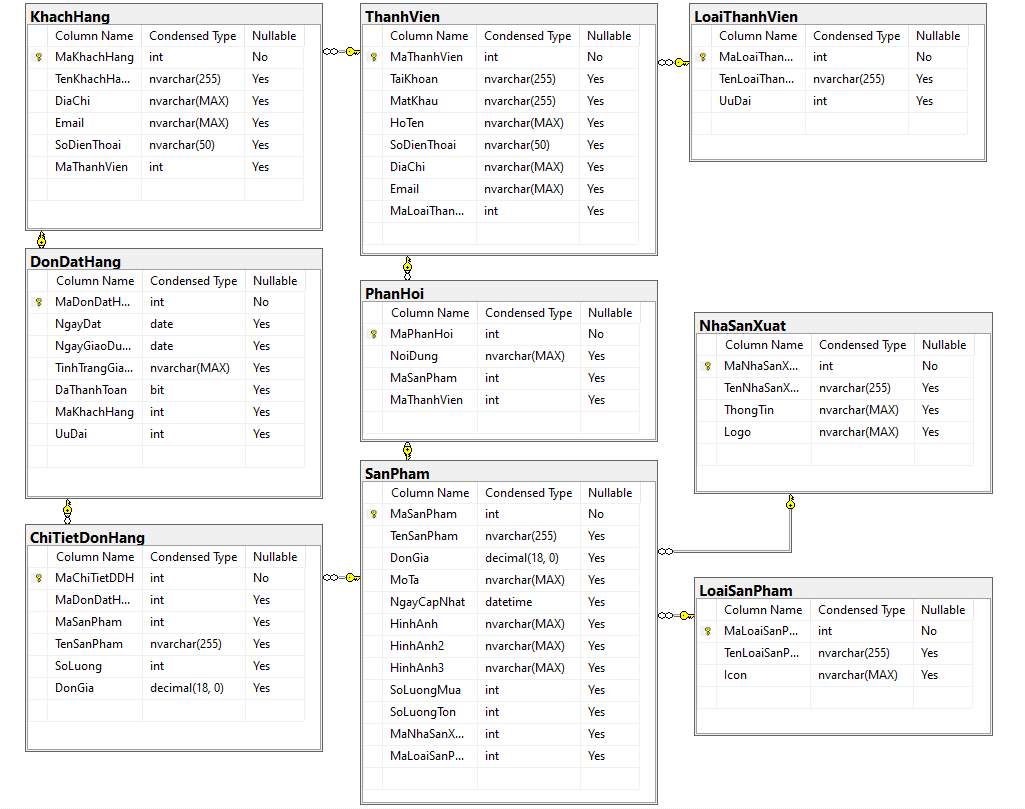 KhachHang
Column Name Condensed Type Nullable
MaKhachHang int No
TenKhachHa... nvarchar(255) Yes
DiaChi nvarchar(MAX) Yes
Email nvarchar(MAX) Yes
SoDienThoai nvarchar(50) Yes
MaThanhVien int Yes
ThanhVien
Column Name Condensed Type Nullable
MaThanhVien int No
TaiKhoan nvarchar(255) Yes
MatKhau nvarchar(255) Yes
HoTen nvarchar(MAX) Yes
SoDienThoai nvarchar(50) Yes
DiaChi nvarchar(MAX) Yes
Email nvarchar(MAX) Yes
MaLoaiThan... int Yes
LoaiThanhVien
Column Name Condensed Type Nullable
MaLoaiThan... int No
TenLoaiThan... nvarchar(255) Yes
UuDai int Yes
DonDatHang
Column Name Condensed Type Nullable
MaDonDatH... int No
NgayDat date Yes
NgayGiaoDu... date Yes
TinhTrangGia... nvarchar(MAX) Yes
DaThanhToan bit Yes
MaKhachHang int Yes
UuDai int Yes
PhanHoi
Column Name Condensed Type Nullable
MaPhanHoi int No
NoiDung nvarchar(MAX) Yes
MaSanPham int Yes
MaThanhVien int Yes
NhaSanXuat
Column Name Condensed Type Nullable
MaNhaSanX... int No
TenNhaSanX... nvarchar(255) Yes
ThongTin nvarchar(MAX) Yes
Logo nvarchar(MAX) Yes
ChiTietDonHang
Column Name Condensed Type Nullable
MaChiTietDDH int No
MaDonDatH... int Yes
MaSanPham int Yes
TenSanPham nvarchar(255) Yes
SoLuong int Yes
DonGia decimal(18, 0) Yes
SanPham
Column Name Condensed Type Nullable
MaSanPham int No
TenSanPham nvarchar(255) Yes
DonGia decimal(18, 0) Yes
MoTa nvarchar(MAX) Yes
NgayCapNhat datetime Yes
HinhAnh nvarchar(MAX) Yes
HinhAnh2 nvarchar(MAX) Yes
HinhAnh3 nvarchar(MAX) Yes
SoLuongMua int Yes
SoLuongTon int Yes
MaNhaSanX... int Yes
MaLoaiSanP... int Yes
LoaiSanPham
Column Name Condensed Type Nullable
MaLoaiSanP... int No
TenLoaiSanP... nvarchar(255) Yes
Icon nvarchar(MAX) Yes